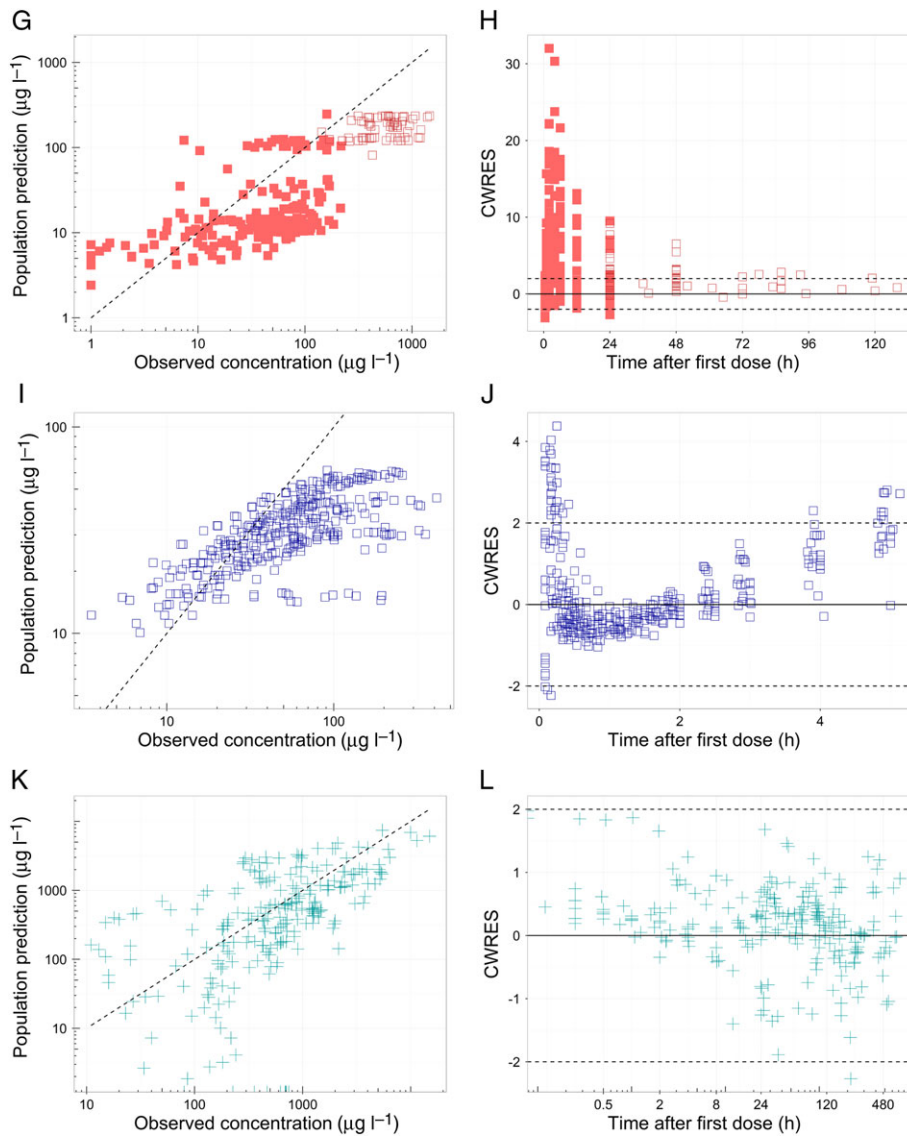 G
Population prediction (μg l⁻¹)
1000
100
10
1
1
10
100
1000
Observed concentration (μg l⁻¹)
H
CWRES
30
20
10
0
0
24
48
72
96
120
Time after first dose (h)
I
Population prediction (μg l⁻¹)
100
10
10
100
Observed concentration (μg l⁻¹)
J
CWRES
4
2
0
-2
0
2
4
Time after first dose (h)
K
Population prediction (μg l⁻¹)
1000
100
10
10
100
1000
Observed concentration (μg l⁻¹)
L
CWRES
2
1
0
-1
-2
0.5
2
8
24
120
480
Time after first dose (h)